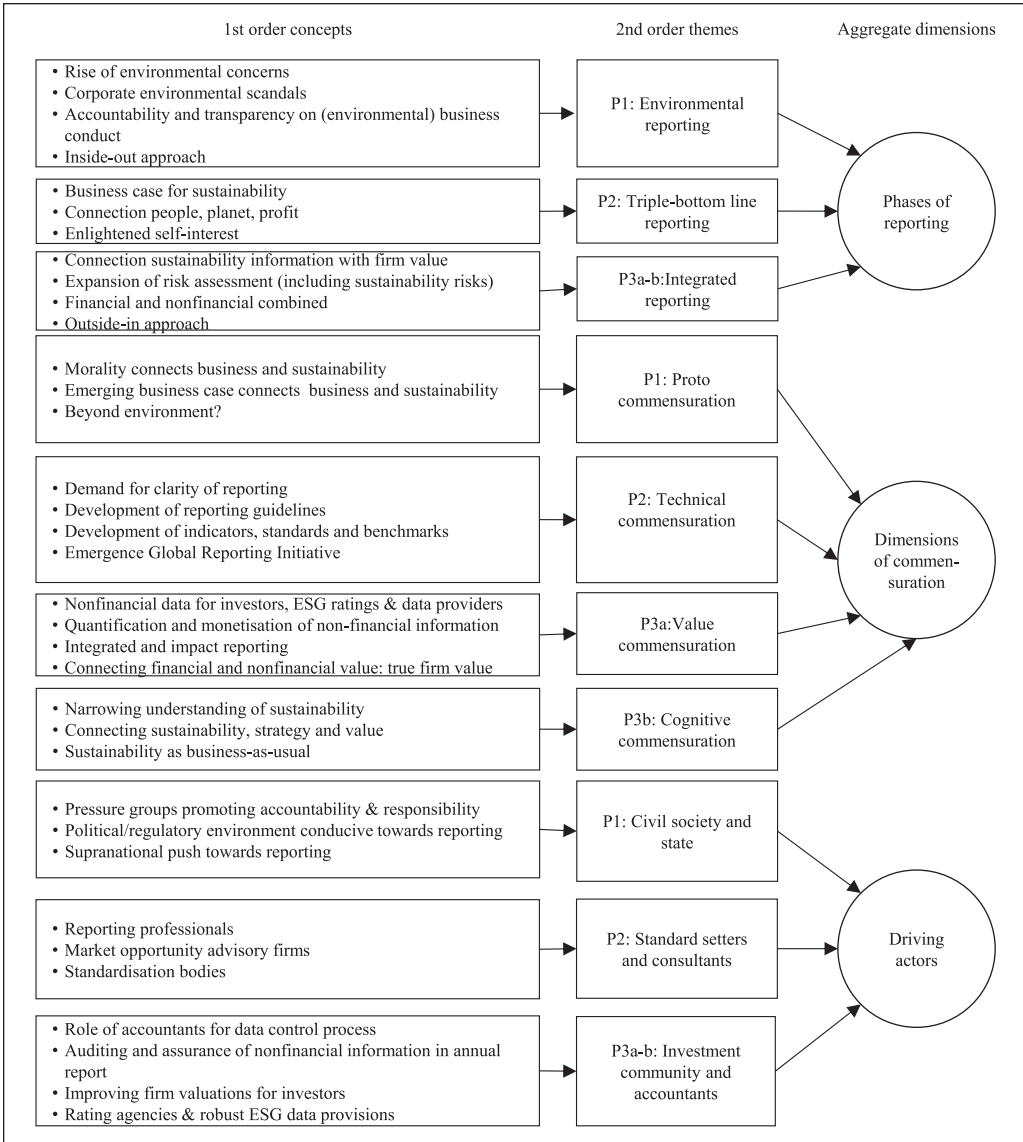 1st order concepts
2nd order themes
Aggregate dimensions
• Rise of environmental concerns
• Corporate environmental scandals
• Accountability and transparency on (environmental) business
conduct
• Inside-out approach
P1: Environmental
reporting
• Business case for sustainability
• Connection people, planet, profit
• Enlightened self-interest
P2: Triple-bottom line
reporting
• Connection sustainability information with firm value
• Expansion of risk assessment (including sustainability risks)
• Financial and nonfinancial combined
• Outside-in approach
P3a-b:Integrated
reporting
Phases of
reporting
• Morality connects business and sustainability
• Emerging business case connects business and sustainability
• Beyond environment?
P1: Proto
commensuration
• Demand for clarity of reporting
• Development of reporting guidelines
• Development of indicators, standards and benchmarks
• Emergence Global Reporting Initiative
P2: Technical
commensuration
• Nonfinancial data for investors, ESG ratings & data providers
• Quantification and monetisation of non-financial information
• Integrated and impact reporting
• Connecting financial and nonfinancial value: true firm value
P3a:Value
commensuration
• Narrowing understanding of sustainability
• Connecting sustainability, strategy and value
• Sustainability as business-as-usual
P3b: Cognitive
commensuration
Dimensions
of commen-
suration
• Pressure groups promoting accountability & responsibility
• Political/regulatory environment conducive towards reporting
• Supranational push towards reporting
P1: Civil society and
state
• Reporting professionals
• Market opportunity advisory firms
• Standardisation bodies
P2: Standard setters
and consultants
• Role of accountants for data control process
• Auditing and assurance of nonfinancial information in annual
report
• Improving firm valuations for investors
• Rating agencies & robust ESG data provisions
P3a-b: Investment
community and
accountants
Driving
actors